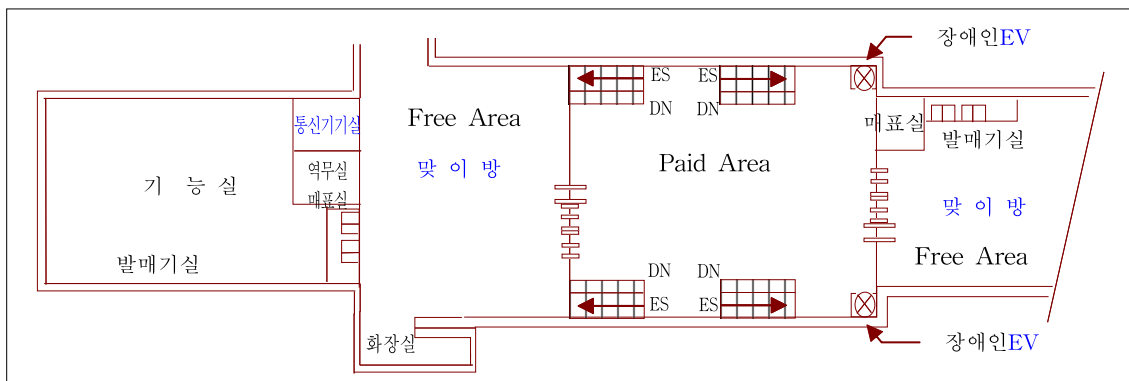 장애인EV
ES ES
DN DN
Free Area
맞 이 방
Paid Area
통신기기실
역무실
매표실
기 능 실
발매기실
매표실
발매기실
맞 이 방
Free Area
DN DN
ES ES
화장실
장애인EV